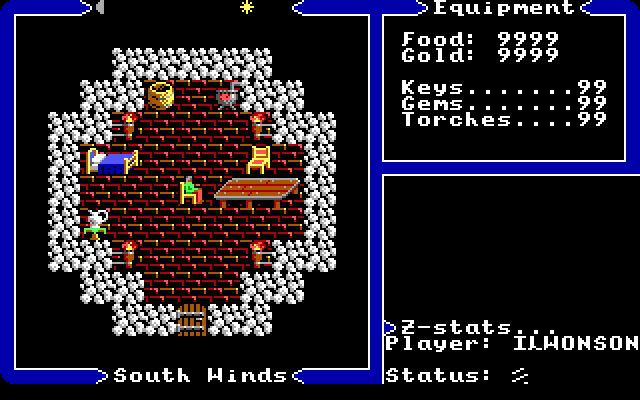 Equipment
Food: 9999
Gold: 9999
Keys.......99
Gems.......99
Torches....99
Z-stats...
Player: ILWONSON
Status:
South Winds